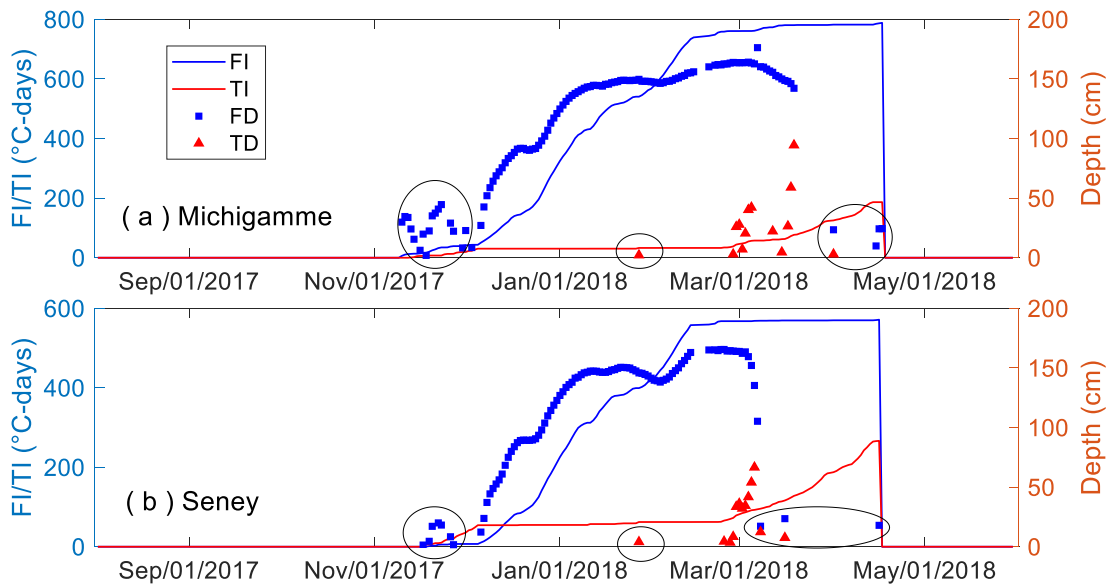 800
600
400
200
0
FI/TI (°C-days)
FI
TI
FD
TD
( a ) Michigamme
200
150
100
50
0
Depth (cm)
Sep/01/2017 Nov/01/2017 Jan/01/2018 Mar/01/2018 May/01/2018
600
400
200
0
FI/TI (°C-days)
( b ) Seney
200
150
100
50
0
Depth (cm)
Sep/01/2017 Nov/01/2017 Jan/01/2018 Mar/01/2018 May/01/2018